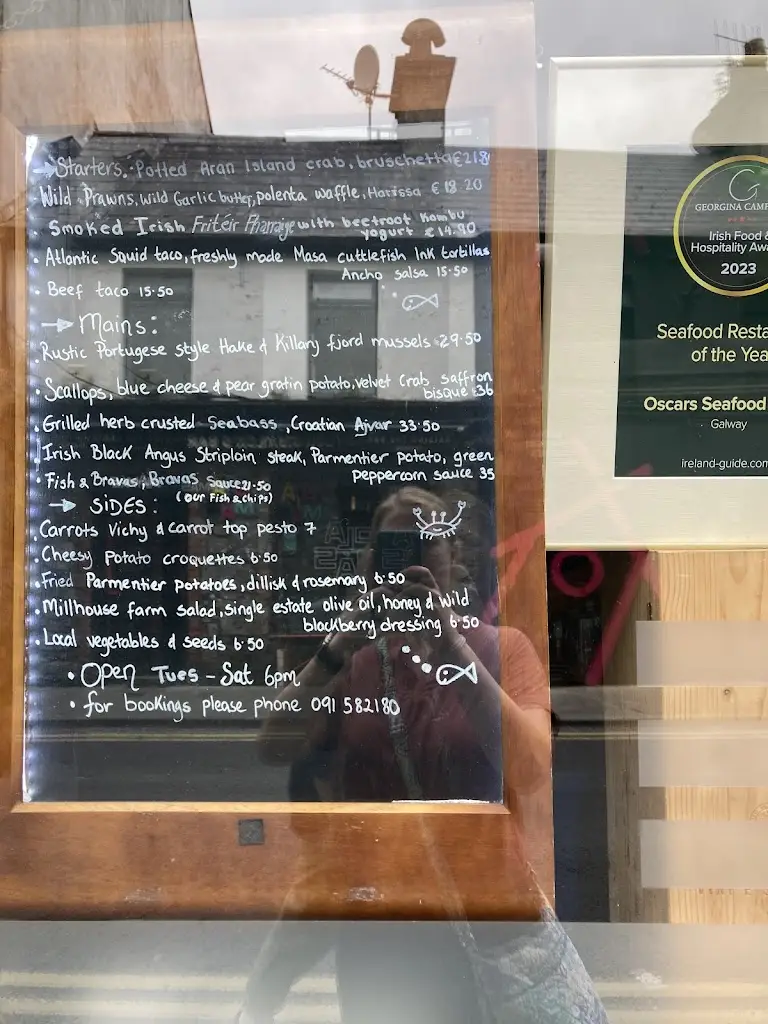 Starters: Potted Aran Island crab, bruschetta €218
Wild Prawns, wild Garlic butter, polenta waffle, Harissa €18 20
• Smoked Irish with beetroot Kombu
yogurt €14.90
• Atlantic Squid taco, freshly made Masa cuttlefish Ink tortillas
Ancho salsa 15.50
• Beef taco 15.50
→ Mains:
Rustic Portugese style Hake & Killary fjord mussels 29.50
• Scallops, blue cheese & pear gratin potato, velvet Crab saffron
bisque €36
Grilled herb crusted Seabass, Croatian Ajvar 33.50
Irish Black Angus Striploin steak, Parmentier potato, green
peppercorn sauce 35
• Fish & Bravas, Bravas sauce 21.50
(our Fish & Chips)
→ SIDES:
Carrots Vichy & carrot top pesto 7
• Cheesy Potato croquettes 6.50
• Fried Parmentier potatoes, dillisk & rosemary 6.50
• Millhouse farm salad, single estate olive oil, honey & wild
blackberry dressing 6.50
• Local vegetables & seeds 6.50
• Open Tues - Sat 6pm
• for bookings please phone 091 582180
GEORGINA CAMP
Irish Food &
Hospitality Awa
2023
Seafood Resta
of the Yea
Oscars Seafood
Galway
ireland-guide.com